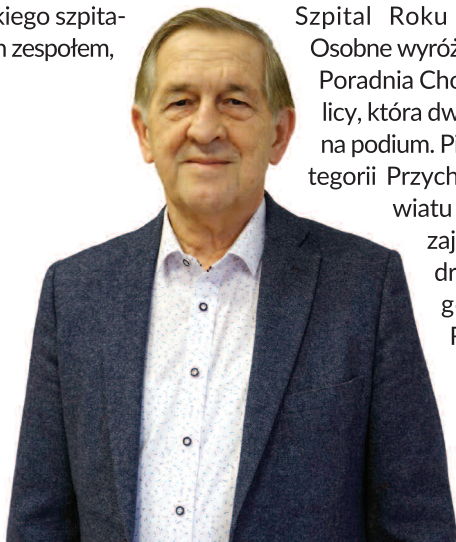 kiego szpita-
m zespołem,
Szpital Roku
Osobne wyróż
Poradnia Cho
licy, która dw
na podium. Pi
tegorii Przych
wiatu
zaj
dr
g